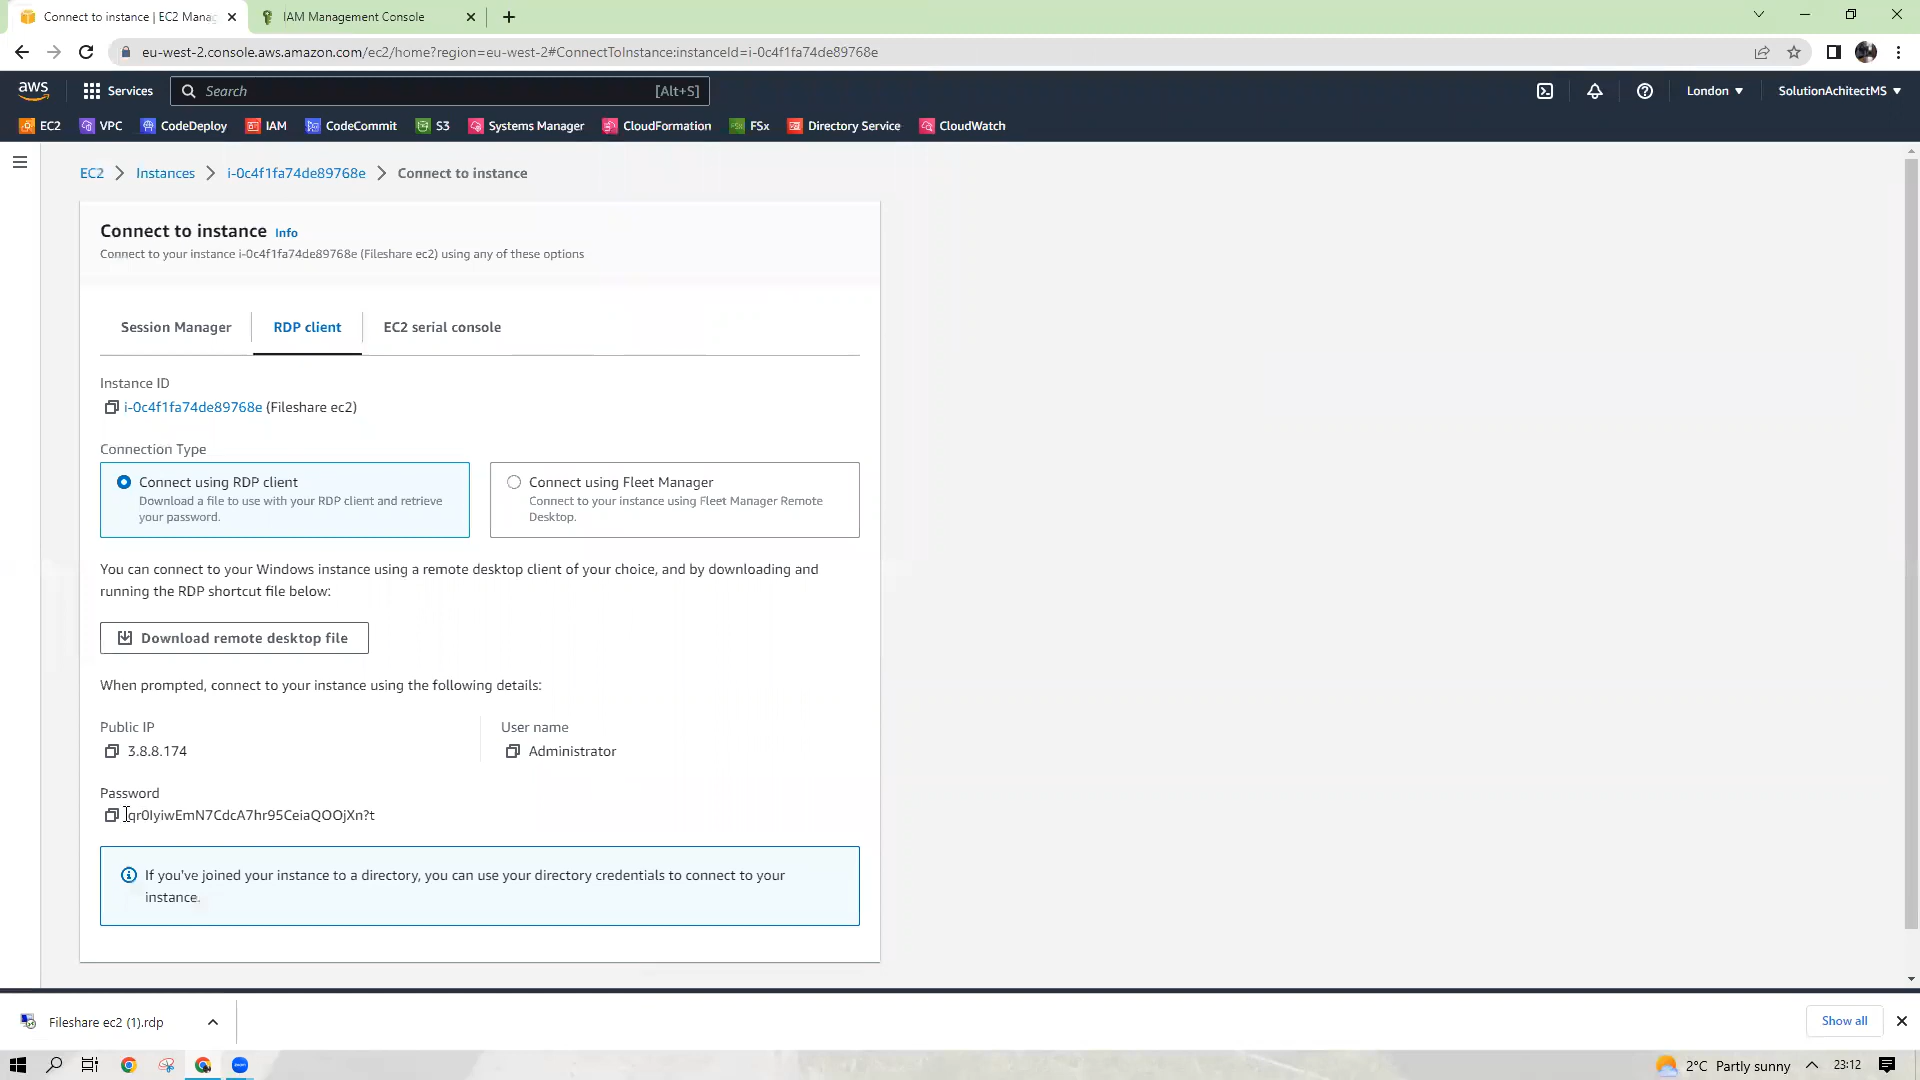 Connect to instance | EC2 Mana
IAM Management Console
eu-west-2.console.aws.amazon.com/ec2/home?region=eu-west-2#ConnectToInstance:instanceId=i-0c4f1fa74de89768e
aws
Services
Search
[Alt+S]
London
SolutionAchitectMS
EC2
VPC
CodeDeploy
IAM
CodeCommit
S3
Systems Manager
CloudFormation
FSx
Directory Service
CloudWatch
EC2 > Instances > i-0c4f1fa74de89768e > Connect to instance
Connect to instance Info
Connect to your instance i-0c4f1fa74de89768e (Fileshare ec2) using any of these options
Session Manager
RDP client
EC2 serial console
Instance ID
i-0c4f1fa74de89768e (Fileshare ec2)
Connection Type
Connect using RDP client
Download a file to use with your RDP client and retrieve
your password.
Connect using Fleet Manager
Connect to your instance using Fleet Manager Remote
Desktop.
You can connect to your Windows instance using a remote desktop client of your choice, and by downloading and
running the RDP shortcut file below:
Download remote desktop file
When prompted, connect to your instance using the following details:
Public IP
3.8.8.174
User name
Administrator
Password
qr0IyiwEmN7CdcA7hr95CeiaQOOjXn?t
If you've joined your instance to a directory, you can use your directory credentials to connect to your
instance.
Fileshare ec2 (1).rdp
Show all
2°C Partly sunny
23:12